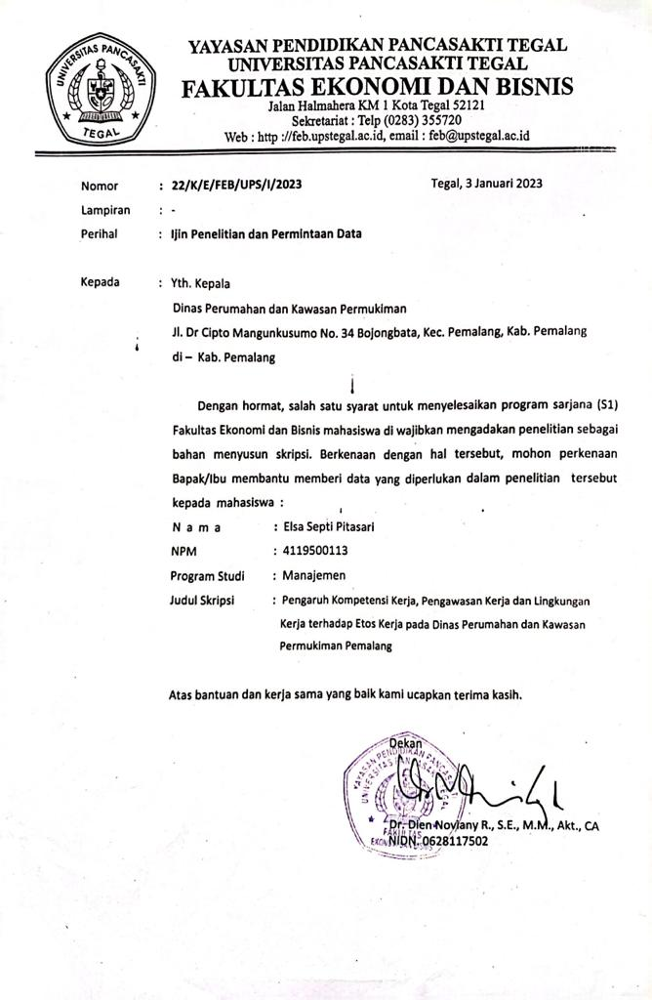 UNIVERSITAS PANCASAKTI
TEGAL
YAYASAN PENDIDIKAN PANCASAKTI TEGAL
UNIVERSITAS PANCASAKTI TEGAL
FAKULTAS EKONOMI DAN BISNIS
Jalan Halmahera KM 1 Kota Tegal 52121
Sekretariat : Telp (0283) 355720
Web : http ://feb.upstegal.ac.id, email : feb@upstegal.ac.id
Nomor : 22/K/E/FEB/UPS/I/2023 Tegal, 3 Januari 2023
Lampiran : -
Perihal : Ijin Penelitian dan Permintaan Data
Kepada : Yth. Kepala
Dinas Perumahan dan Kawasan Permukiman
Jl. Dr Cipto Mangunkusumo No. 34 Bojongbata, Kec. Pemalang, Kab. Pemalang
di – Kab. Pemalang
Dengan hormat, salah satu syarat untuk menyelesaikan program sarjana (S1)
Fakultas Ekonomi dan Bisnis mahasiswa di wajibkan mengadakan penelitian sebagai
bahan menyusun skripsi. Berkenaan dengan hal tersebut, mohon perkenaan
Bapak/Ibu membantu memberi data yang diperlukan dalam penelitian tersebut
kepada mahasiswa :
N a m a : Elsa Septi Pitasari
NPM : 4119500113
Program Studi : Manajemen
Judul Skripsi : Pengaruh Kompetensi Kerja, Pengawasan Kerja dan Lingkungan
Kerja terhadap Etos Kerja pada Dinas Perumahan dan Kawasan
Permukiman Pemalang
Atas bantuan dan kerja sama yang baik kami ucapkan terima kasih.
Dekan
YAYASAN PENDIDIKAN PANCASAKTI
UNIVERSITAS PANCASAKTI
FAKULTAS
Dr. Dien Noviany R., S.E., M.M., Akt., CA
NIDN. 0628117502